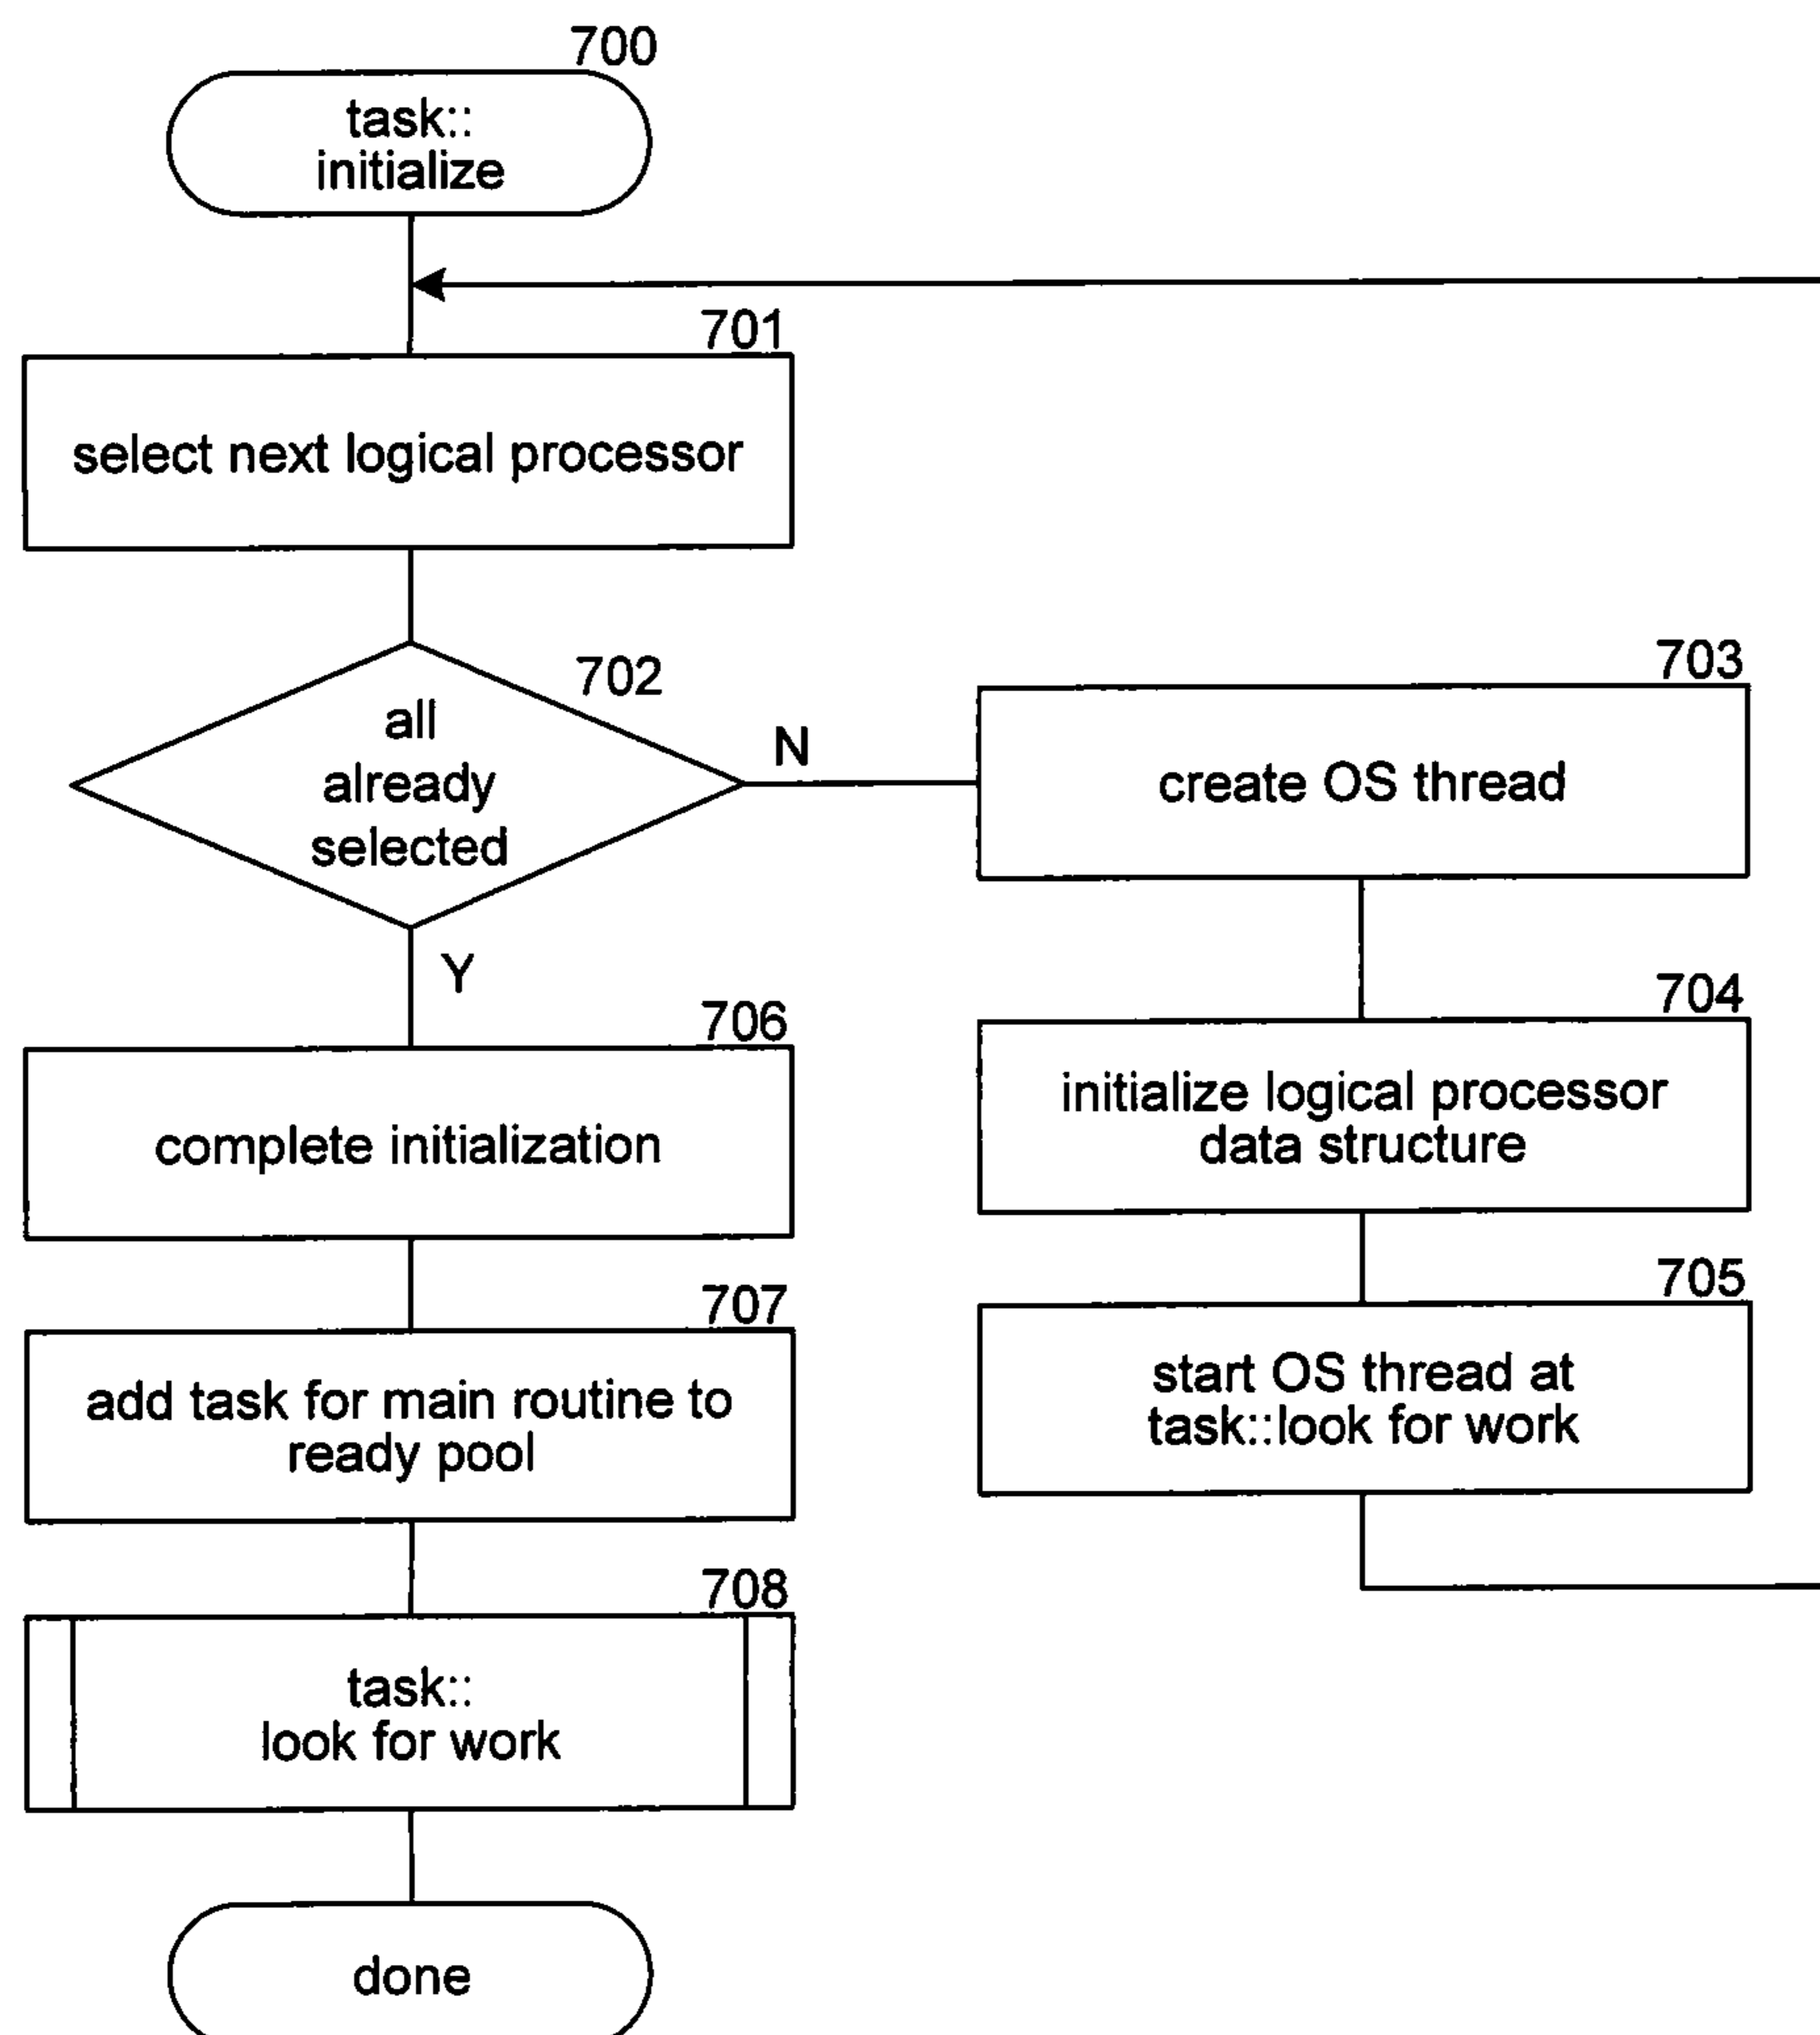 700
task::
initialize
701
select next logical processor
702
all
already
selected
N
Y
703
create OS thread
704
initialize logical processor
data structure
705
start OS thread at
task::look for work
706
complete initialization
707
add task for main routine to
ready pool
708
task::
look for work
done